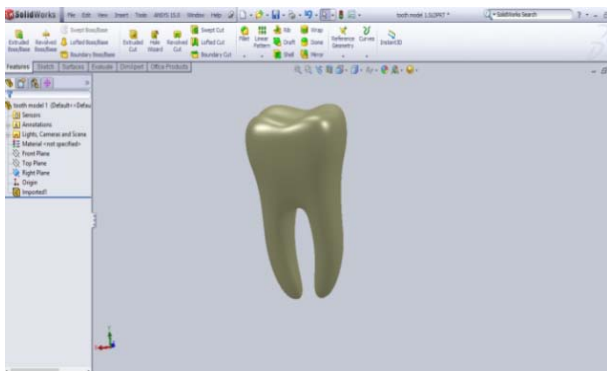 SolidWorks File Edit View Insert Tools ANSYS 13.0 Window Help tooth model 1.SLDPRT * SolidWorks Search
Extruded Boss/Base Revolved Boss/Base Swept Boss/Base Lofted Boss/Base Boundary Boss/Base Extruded Cut Hole Wizard Revolved Cut Swept Cut Lofted Cut Boundary Cut Fillet Linear Pattern Rib Draft Shell Wrap Dome Mirror Reference Geometry Curves Instant3D
Features Sketch Surfaces Evaluate DimXpert Office Products
tooth model 1 (Default<<Defau
Sensors
Annotations
Lights, Cameras and Scene
Material <not specified>
Front Plane
Top Plane
Right Plane
Origin
Imported1